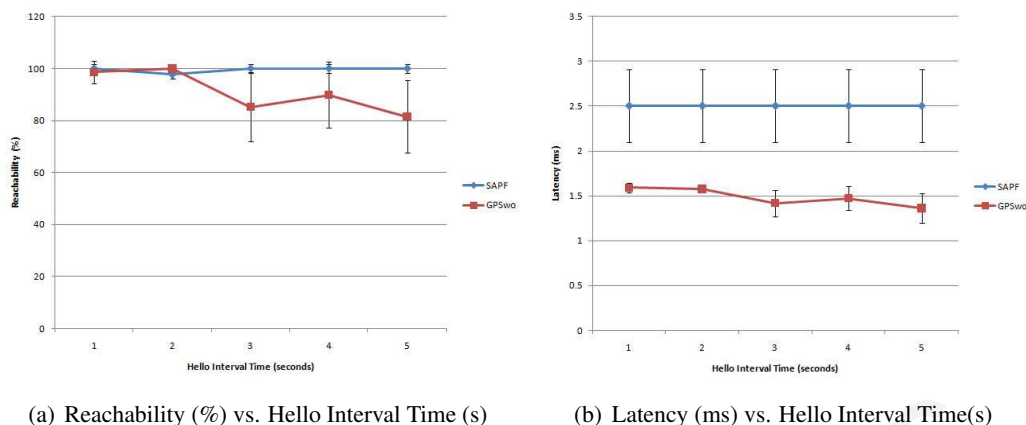 120
100
80
60
40
20
0
Reachability (%)
1 2 3 4 5
Hello Interval Time (seconds)
SAPF
GPSwo
3.5
3
2.5
2
1.5
1
0.5
0
Latency (ms)
1 2 3 4 5
Hello Interval Time (seconds)
SAPF
GPSwo
(a) Reachability (%) vs. Hello Interval Time (s)
(b) Latency (ms) vs. Hello Interval Time(s)